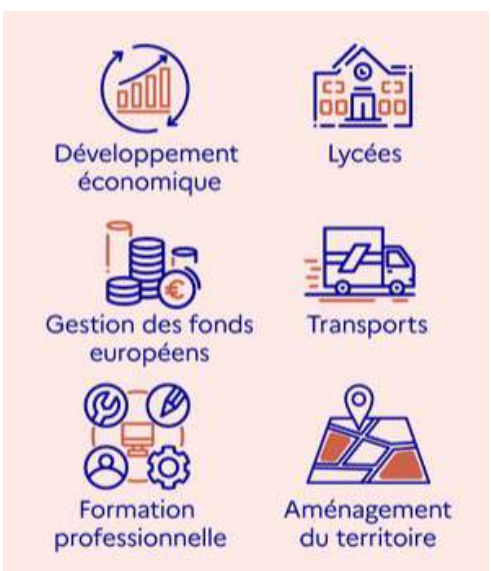 Développement
économique
Lycées
Gestion des fonds
européens
Transports
Formation
professionnelle
Aménagement
du territoire